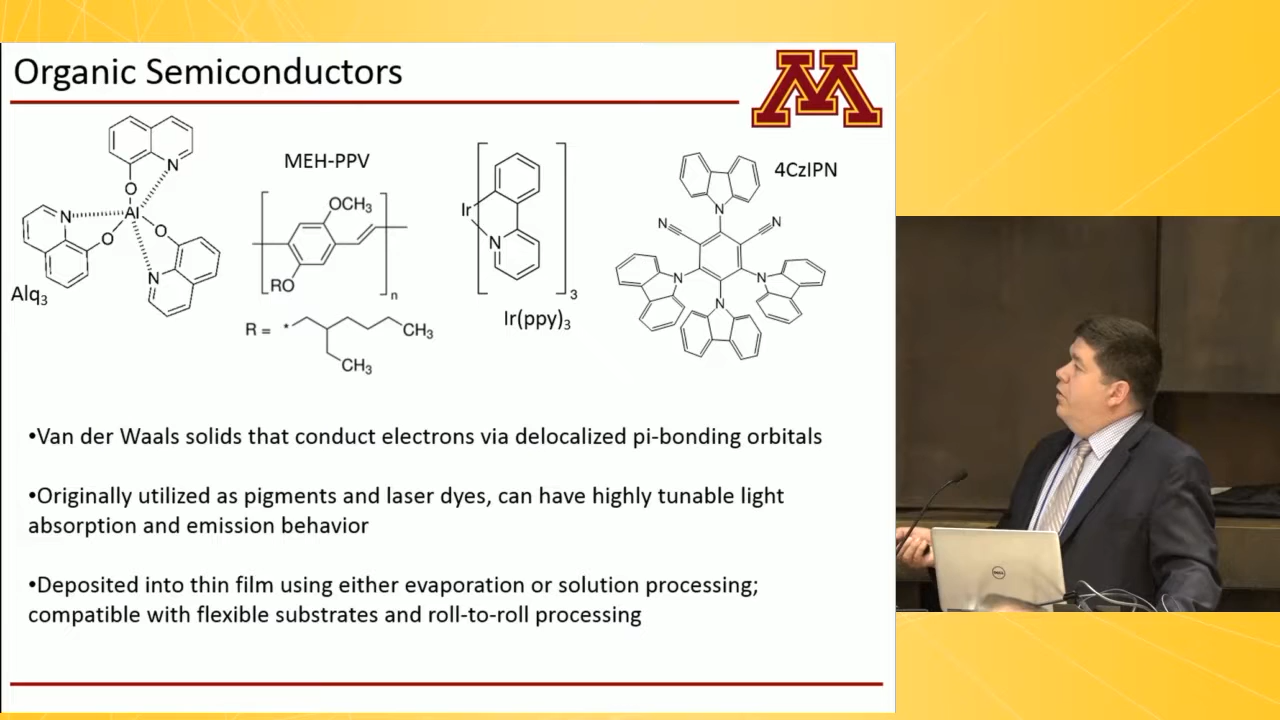 Organic Semiconductors
M
MEH-PPV
4CzIPN
N
O
Al
N
O
O
N
Alq3
OCH3
RO
n
R = *
CH3
CH3
Ir
N
3
Ir(ppy)3
N
N
N
N
N
N
•Van der Waals solids that conduct electrons via delocalized pi-bonding orbitals
•Originally utilized as pigments and laser dyes, can have highly tunable light
absorption and emission behavior
•Deposited into thin film using either evaporation or solution processing;
compatible with flexible substrates and roll-to-roll processing
DELL